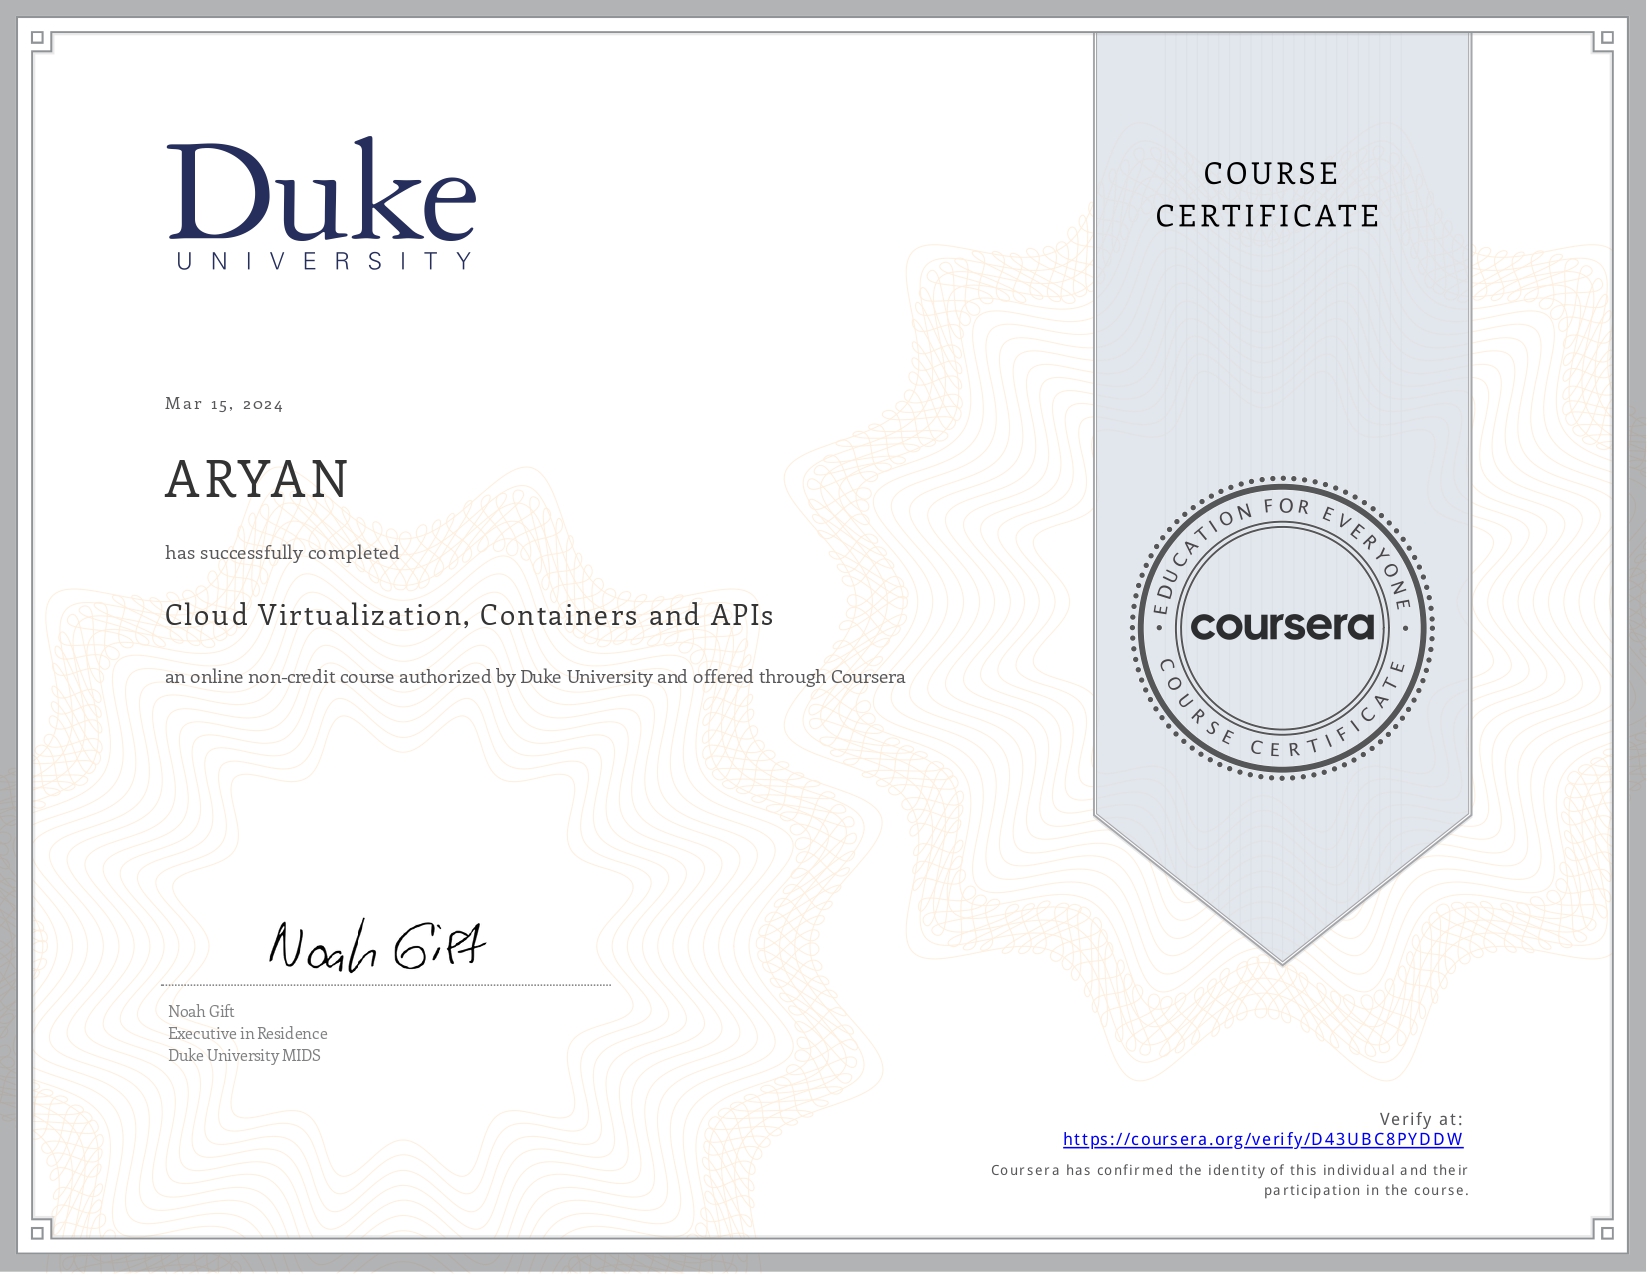 Duke
UNIVERSITY
COURSE
CERTIFICATE
Mar 15, 2024
ARYAN
has successfully completed
Cloud Virtualization, Containers and APIs
an online non-credit course authorized by Duke University and offered through Coursera
EDUCATION FOR EVERYONE
coursera
COURSE CERTIFICATE
Noah Gift
Noah Gift
Executive in Residence
Duke University MIDS
Verify at:
https://coursera.org/verify/D43UBC8PYDDW
Coursera has confirmed the identity of this individual and their
participation in the course.